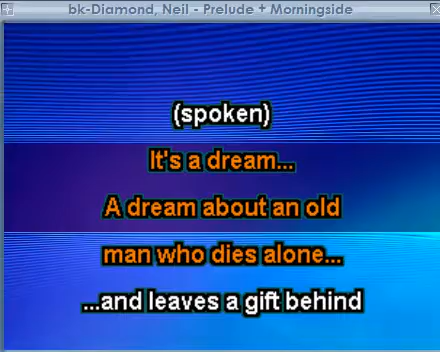 bk-Diamond, Neil - Prelude + Morningside
(spoken)
It's a dream...
A dream about an old
man who dies alone...
...and leaves a gift behind